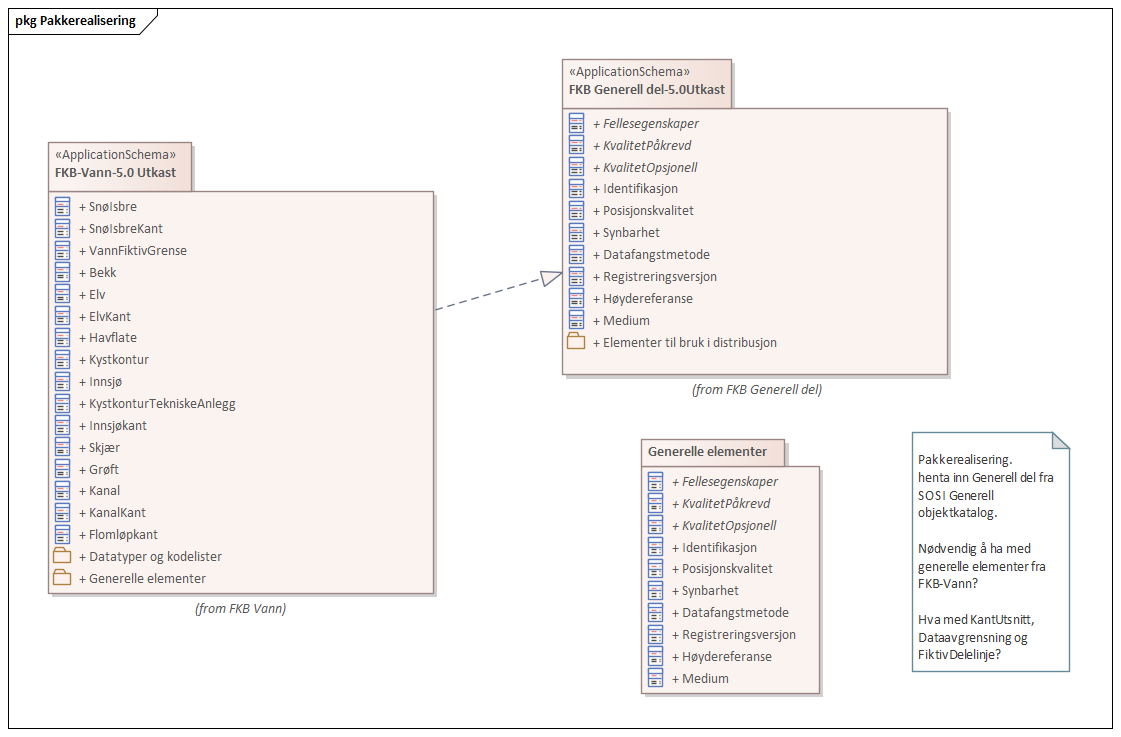 pkg Pakkerealisering
«ApplicationSchema»
FKB-Vann-5.0 Utkast
+ SnøIsbre
+ SnøIsbreKant
+ VannFiktivGrense
+ Bekk
+ Elv
+ ElvKant
+ Havflate
+ Kystkontur
+ Innsjø
+ KystkonturTekniskeAnlegg
+ Innsjøkant
+ Skjær
+ Grøft
+ Kanal
+ KanalKant
+ Flomløpkant
+ Datatyper og kodelister
+ Generelle elementer
(from FKB Vann)
«ApplicationSchema»
FKB Generell del-5.0Utkast
+ Fellesegenskaper
+ KvalitetPåkrevd
+ KvalitetOpsjonell
+ Identifikasjon
+ Posisjonskvalitet
+ Synbarhet
+ Datafangstmetode
+ Registreringsversjon
+ Høydereferanse
+ Medium
+ Elementer til bruk i distribusjon
(from FKB Generell del)
Generelle elementer
+ Fellesegenskaper
+ KvalitetPåkrevd
+ KvalitetOpsjonell
+ Identifikasjon
+ Posisjonskvalitet
+ Synbarhet
+ Datafangstmetode
+ Registreringsversjon
+ Høydereferanse
+ Medium
Pakkerealisering.
henta inn Generell del fra
SOSI Generell
objektkatalog.
Nødvendig å ha med
generelle elementer fra
FKB-Vann?
Hva med KantUtsnitt,
Dataavgrensning og
FiktivDelelinje?